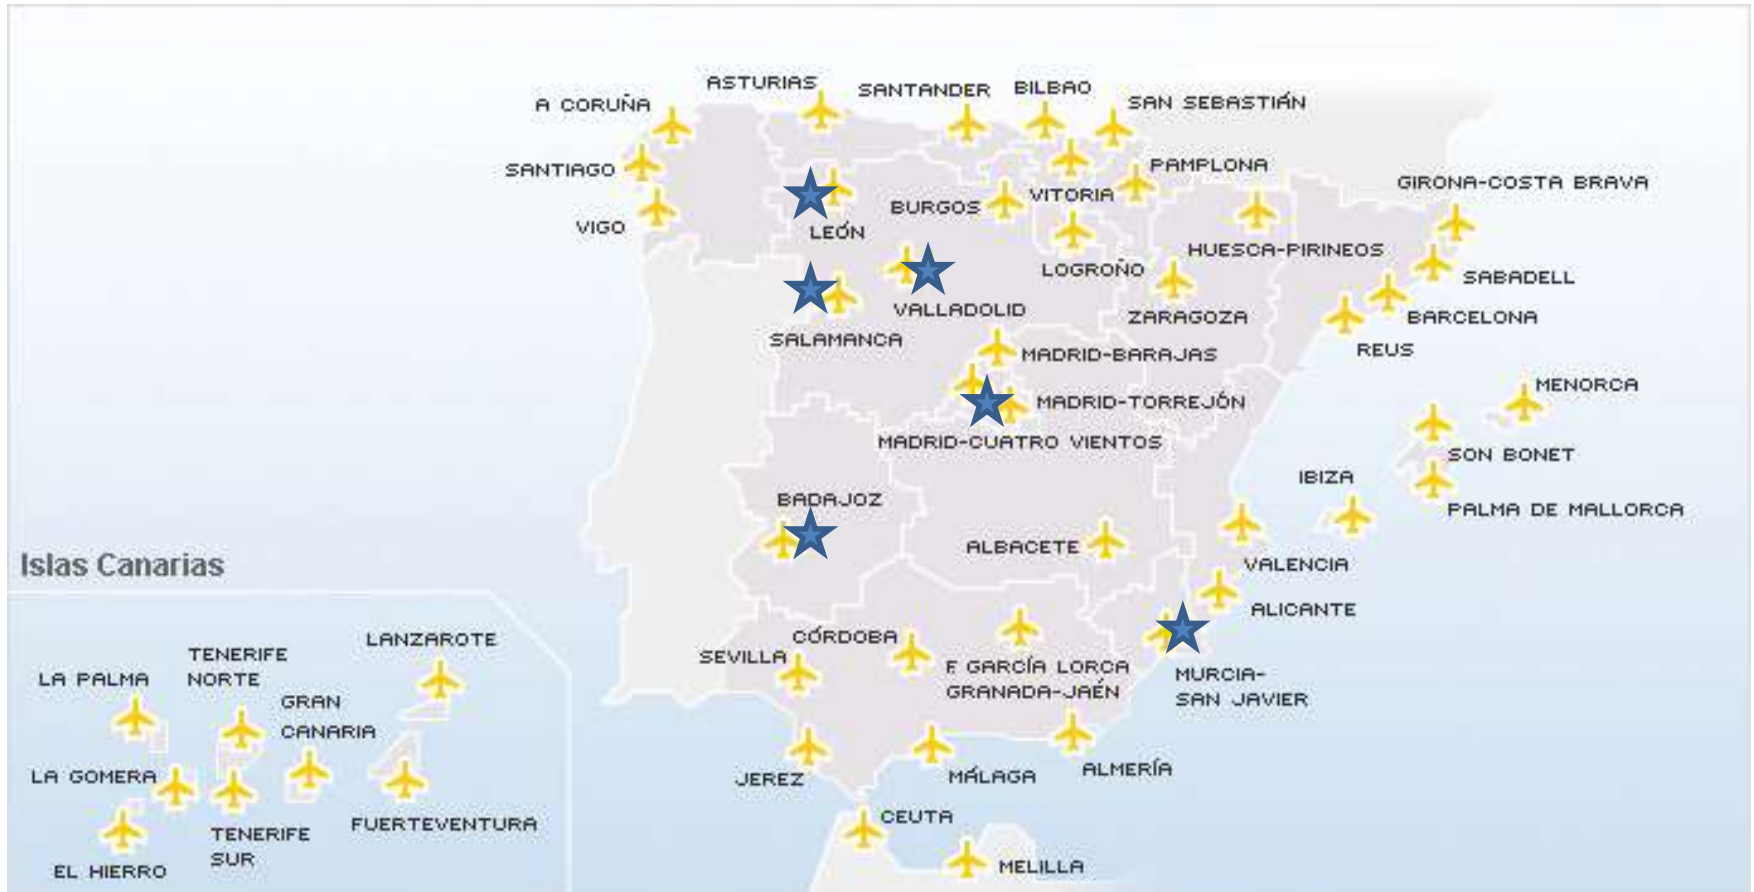 ASTURIAS
SANTANDER
BILBAO
SAN SEBASTIÁN
A CORUÑA
SANTIAGO
VIGO
LEÓN
BURGOS
VITORIA
PAMPLONA
GIRONA-COSTA BRAVA
HUESCA-PIRINEOS
LOGROÑO
SABADELL
VALLADOLID
ZARAGOZA
BARCELONA
SALAMANCA
REUS
MADRID-BARAJAS
MENORCA
MADRID-TORREJÓN
MADRID-CUATRO VIENTOS
SON BONET
IBIZA
BADAJOZ
PALMA DE MALLORCA
ALBACETE
VALENCIA
ALICANTE
CÓRDOBA
SEVILLA
F. GARCÍA LORCA
GRANADA-JAÉN
MURCIA-
SAN JAVIER
JEREZ
MÁLAGA
ALMERÍA
CEUTA
MELILLA
Islas Canarias
LANZAROTE
TENERIFE
NORTE
LA PALMA
GRAN
CANARIA
LA GOMERA
FUERTEVENTURA
TENERIFE
SUR
EL HIERRO